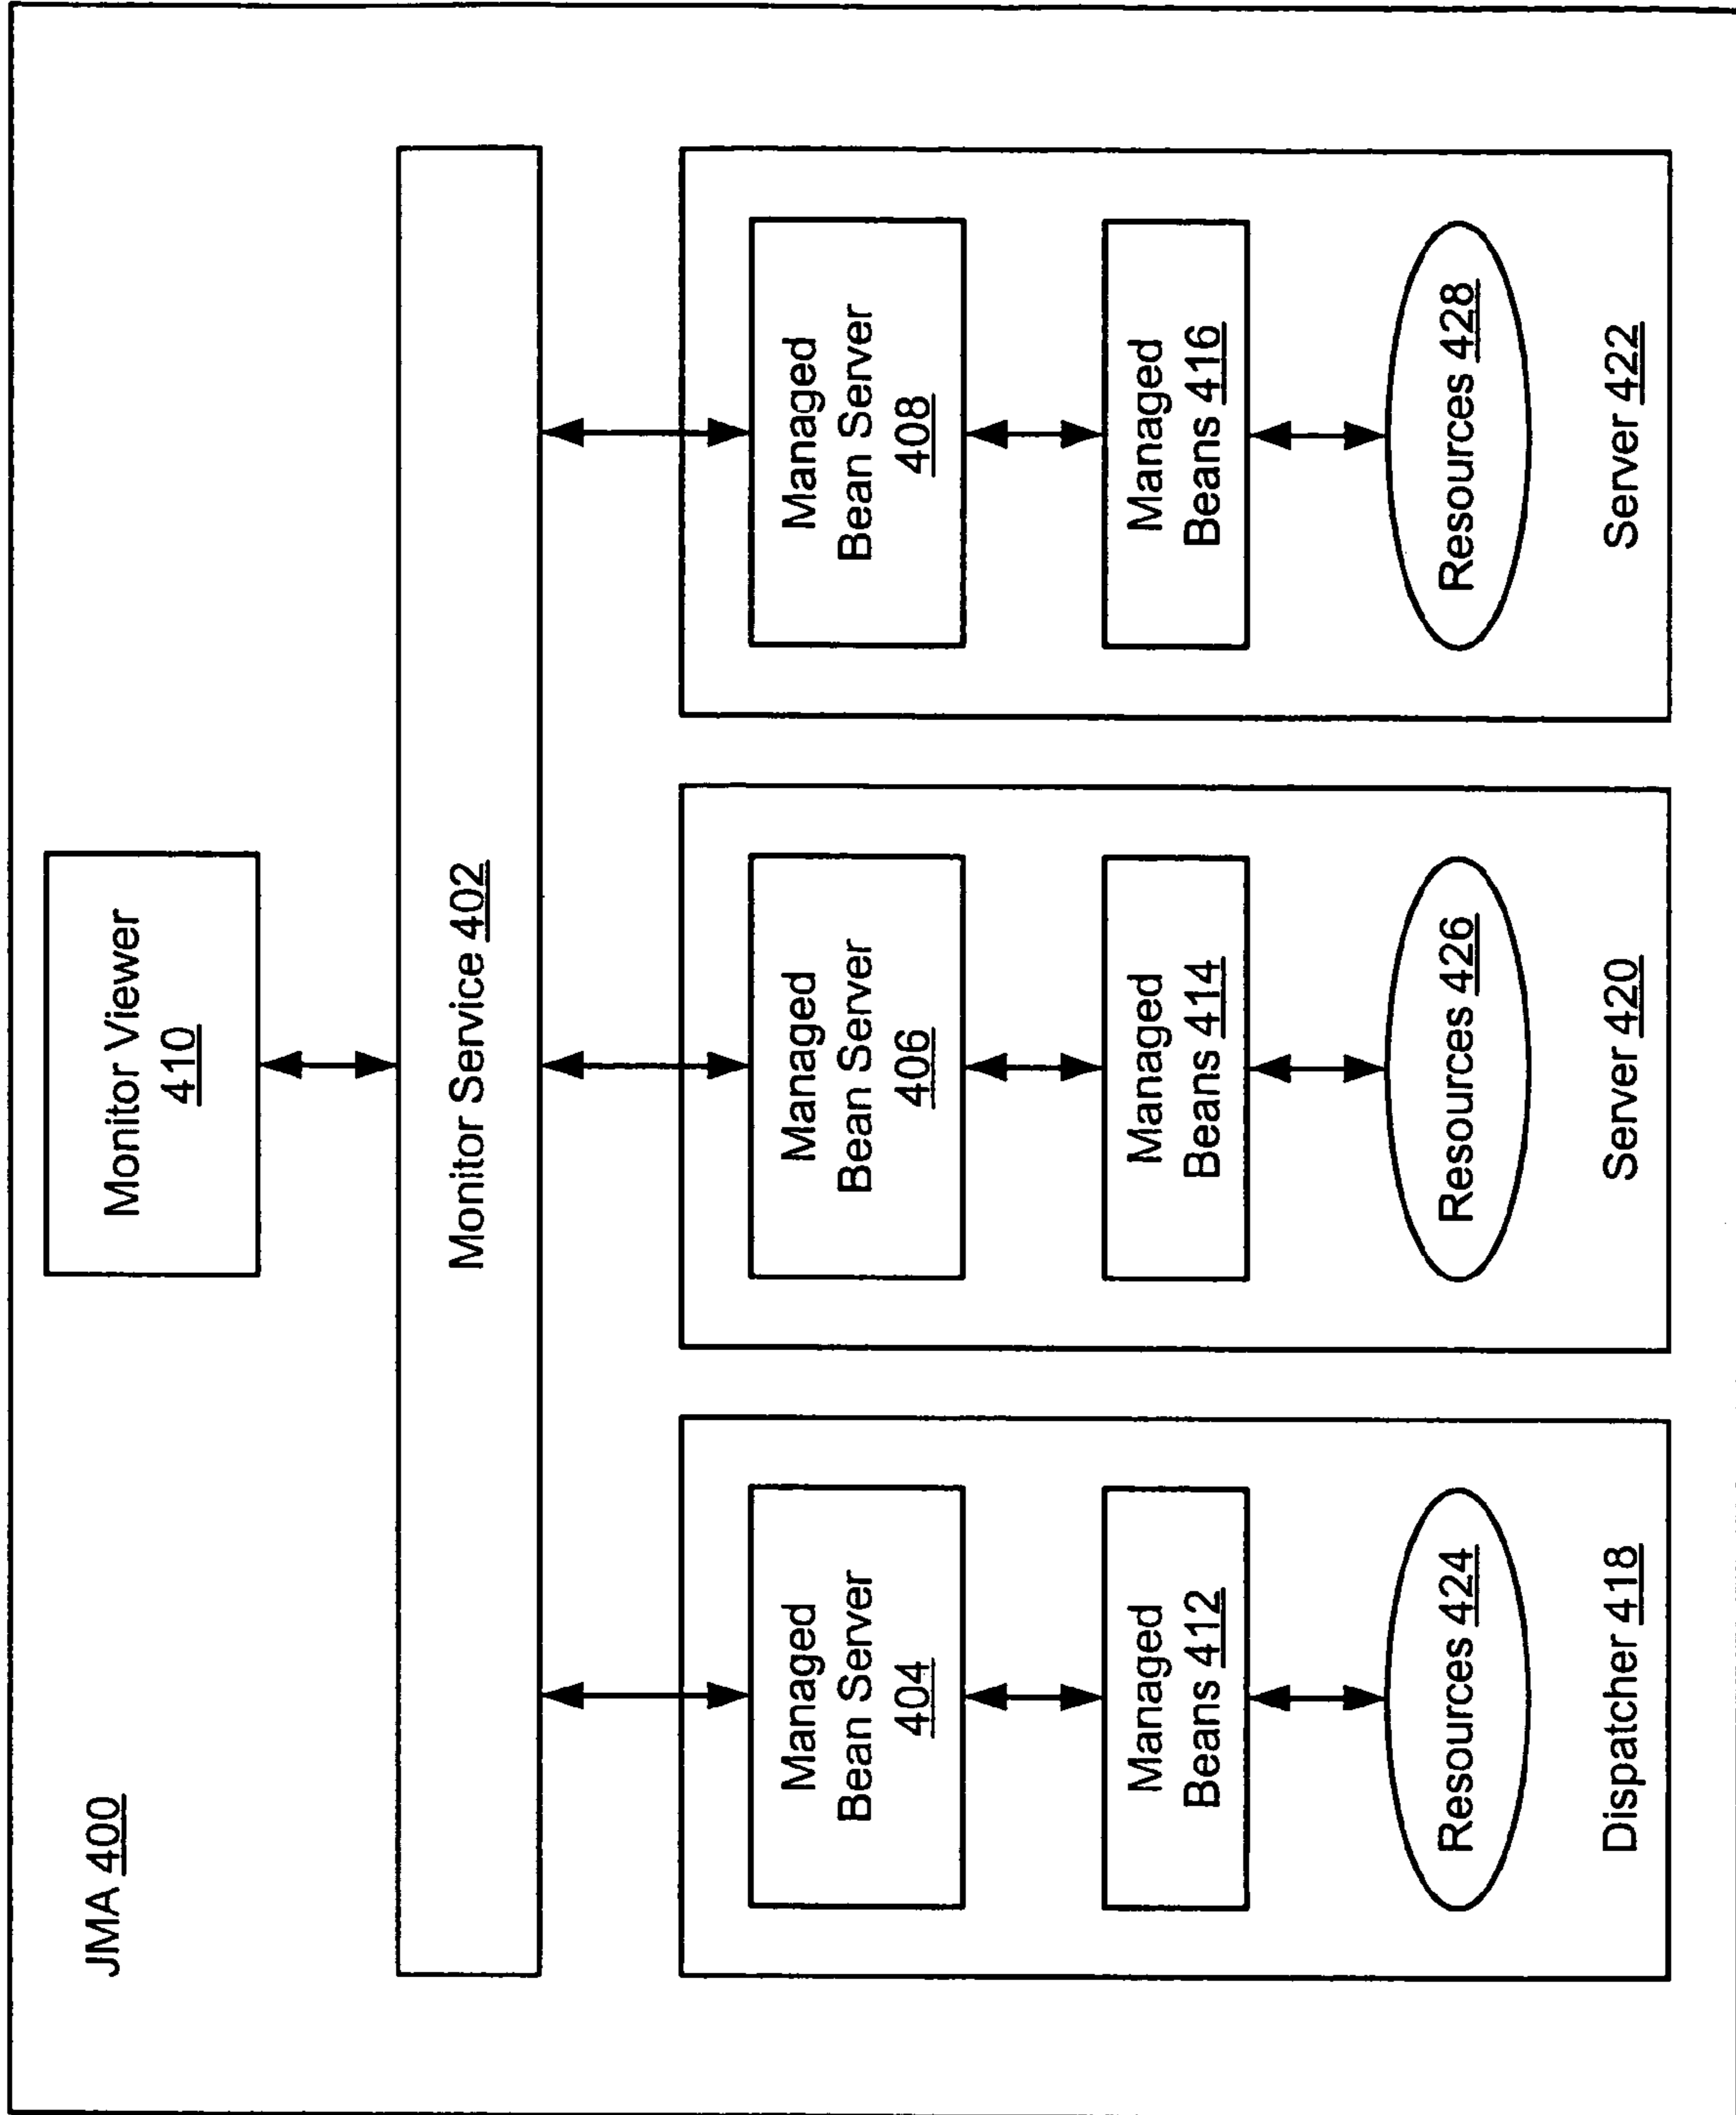 JMA 400
Monitor Viewer
410
Monitor Service 402
Managed
Bean Server
404
Managed
Beans 412
Resources 424
Dispatcher 418
Managed
Bean Server
406
Managed
Beans 414
Resources 426
Server 420
Managed
Bean Server
408
Managed
Beans 416
Resources 428
Server 422